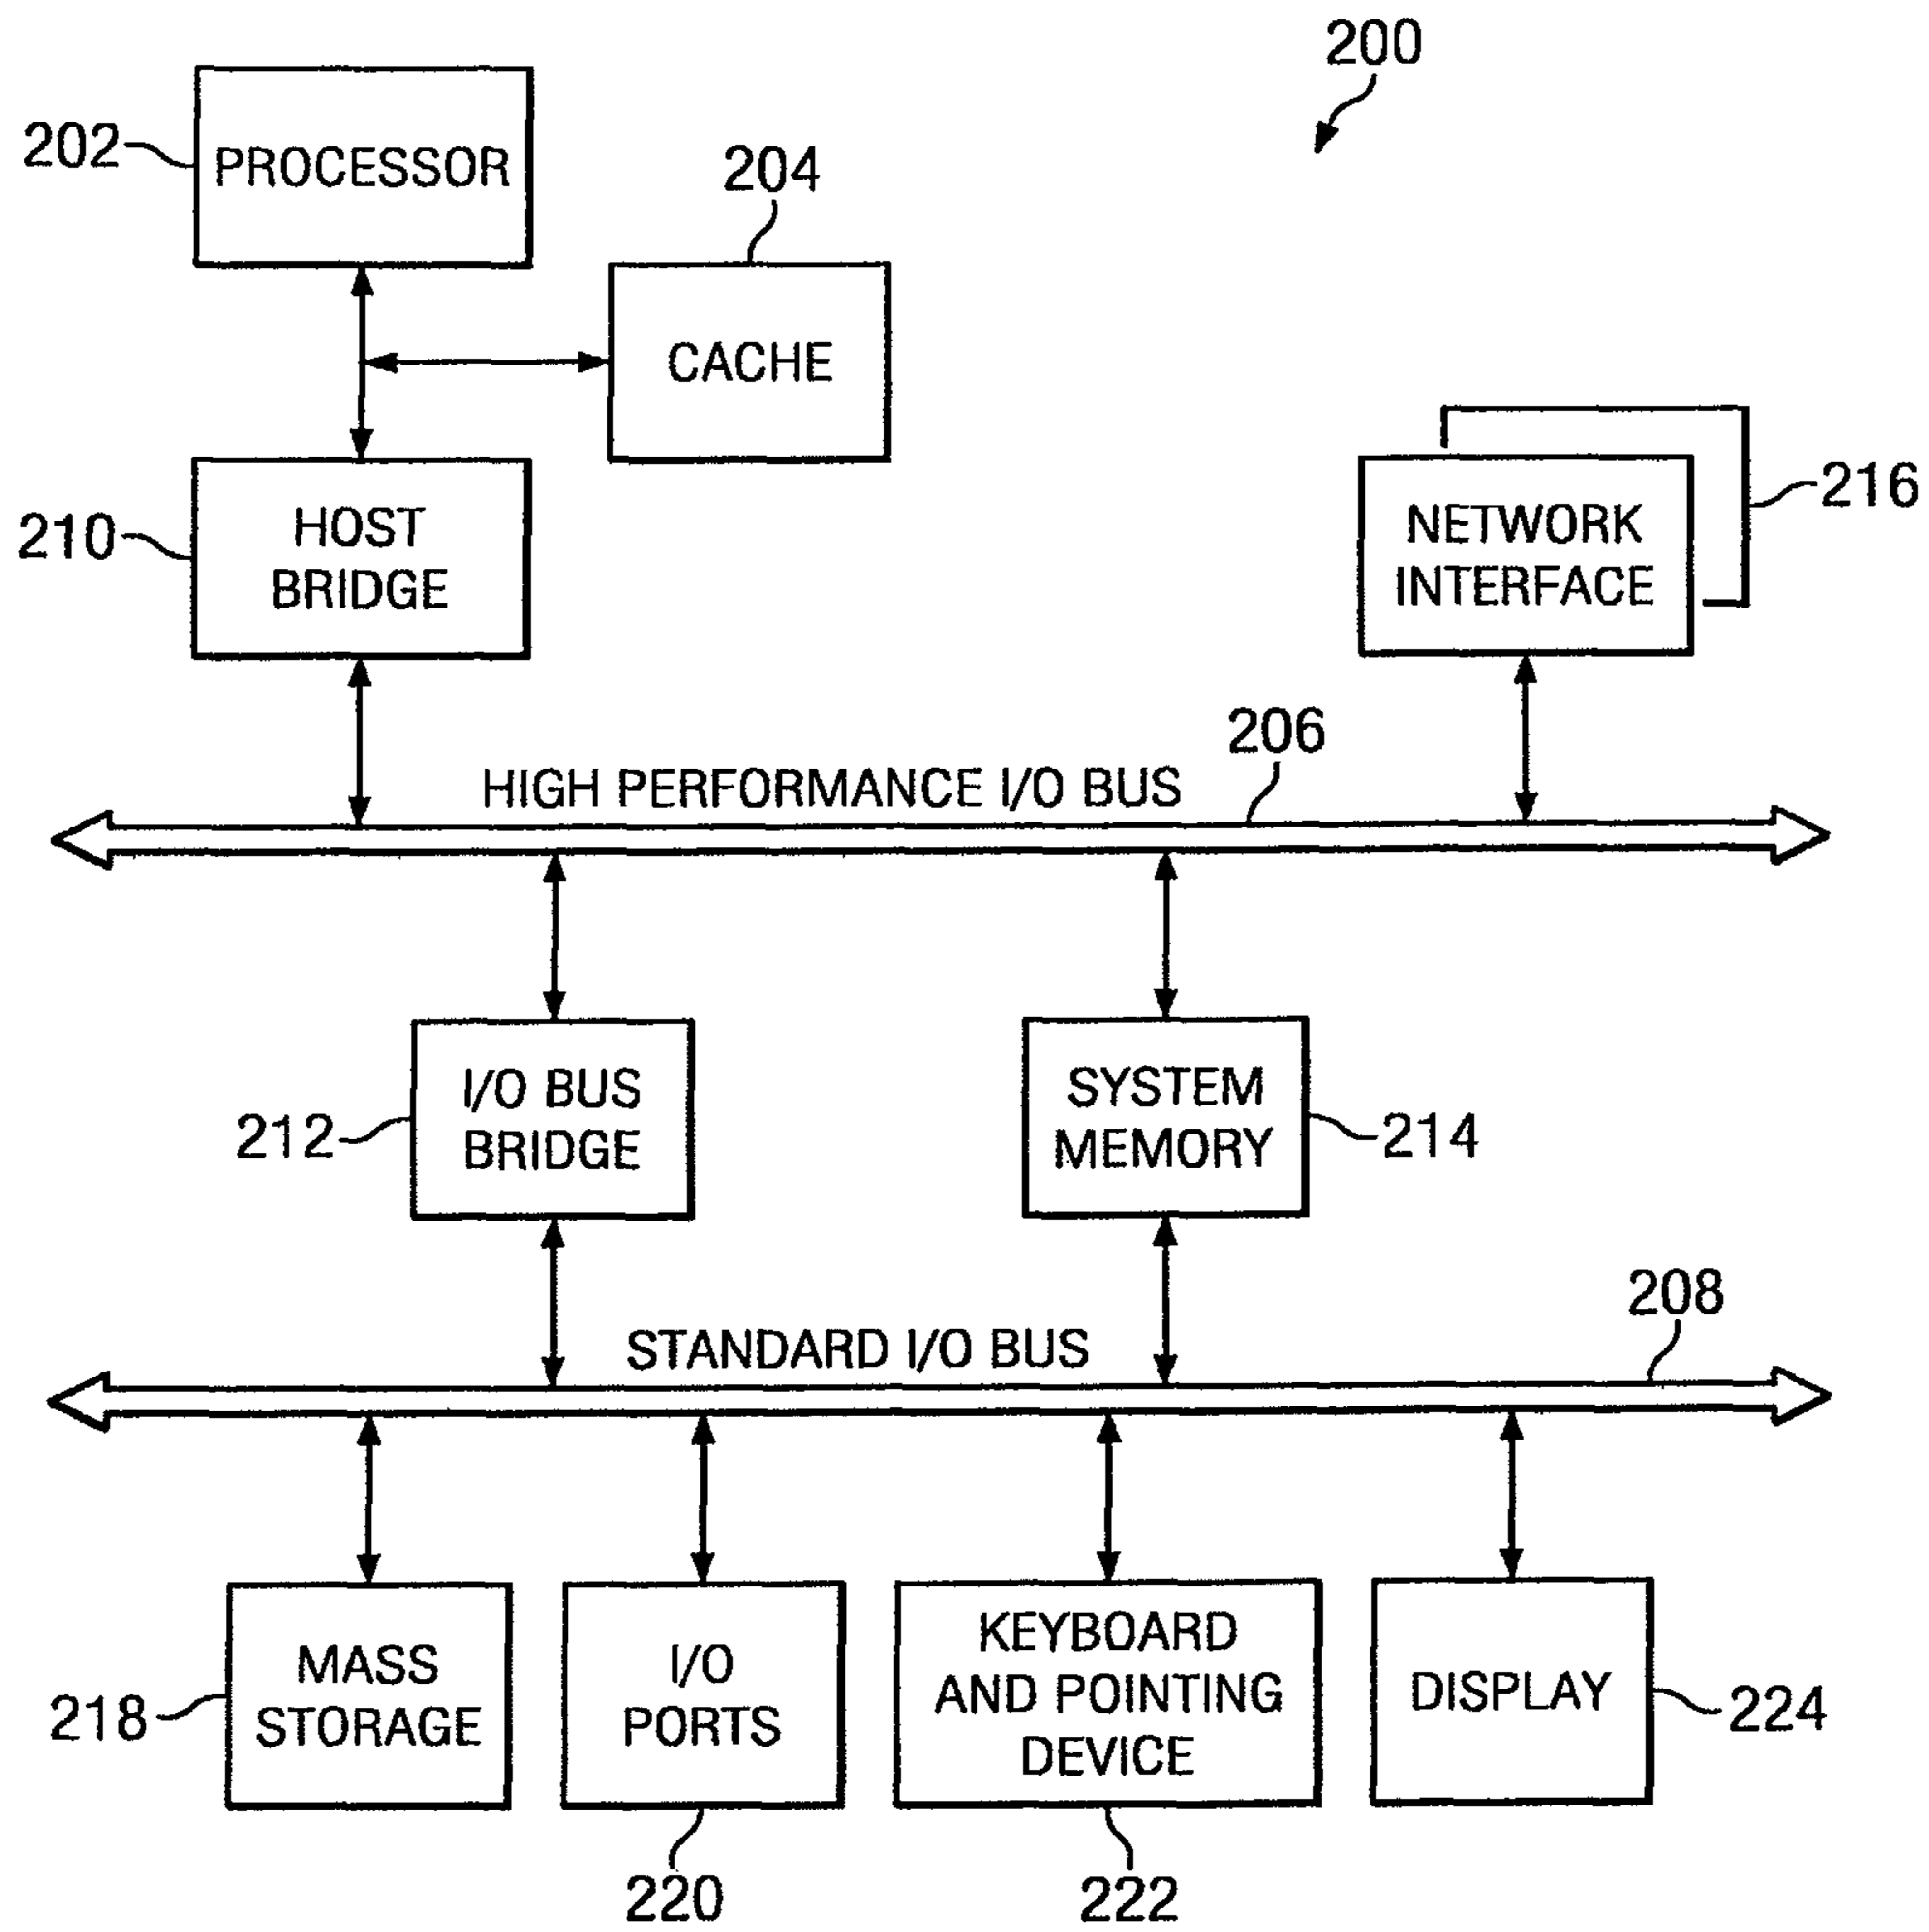 200
202
PROCESSOR
204
CACHE
210
HOST
BRIDGE
216
NETWORK
INTERFACE
206
HIGH PERFORMANCE I/O BUS
212
I/O BUS
BRIDGE
SYSTEM
MEMORY
214
208
STANDARD I/O BUS
218
MASS
STORAGE
I/O
PORTS
KEYBOARD
AND POINTING
DEVICE
DISPLAY
224
220
222